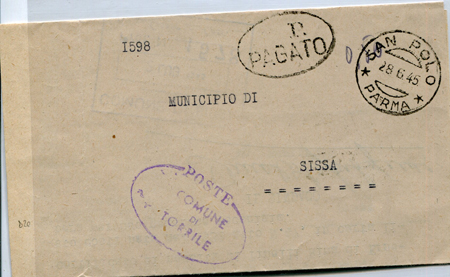 1598
P.
PAGATO
SAN POLO
28.6.45
* PARMA *
MUNICIPIO DI
SISSA
========
POSTE
COMUNE
DI
TORRILE